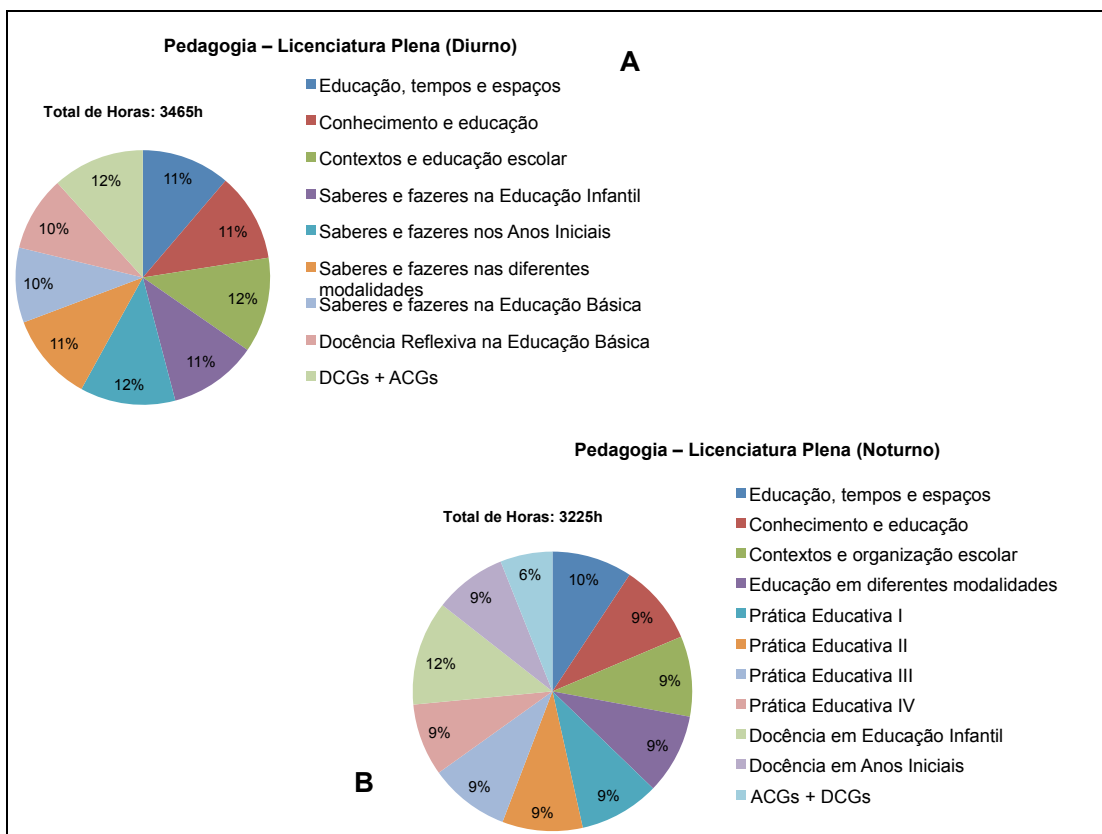 Pedagogia – Licenciatura Plena (Diurno)
A
Total de Horas: 3465h
Educação, tempos e espaços
Conhecimento e educação
Contextos e educação escolar
Saberes e fazeres na Educação Infantil
Saberes e fazeres nos Anos Iniciais
Saberes e fazeres nas diferentes
modalidades
Saberes e fazeres na Educação Básica
Docência Reflexiva na Educação Básica
DCGs + ACGs
11%
11%
12%
11%
12%
11%
10%
10%
12%
Pedagogia – Licenciatura Plena (Noturno)
Total de Horas: 3225h
Educação, tempos e espaços
Conhecimento e educação
Contextos e organização escolar
Educação em diferentes modalidades
Prática Educativa I
Prática Educativa II
Prática Educativa III
Prática Educativa IV
Docência em Educação Infantil
Docência em Anos Iniciais
ACGs + DCGs
10%
9%
9%
9%
9%
9%
9%
9%
12%
9%
6%
B